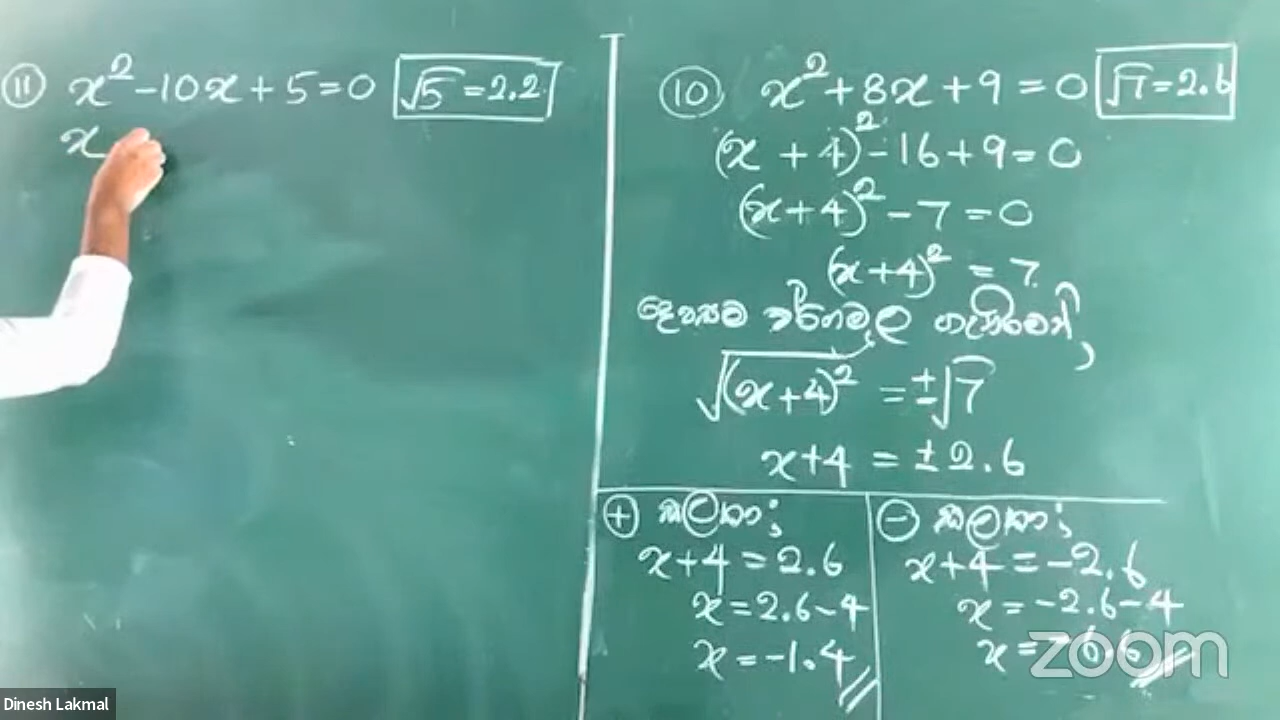 ⑪ x² - 10x + 5 = 0 √5 = 2.2
x
⑩ x² + 8x + 9 = 0 √7 = 2.6
(x + 4)² - 16 + 9 = 0
(x + 4)² - 7 = 0
(x + 4)² = 7
දෙපසම වර්ගමූල ගැනීමෙන්,
√(x + 4)² = ±√7
x + 4 = ±2.6
⊕ සලකා;
x + 4 = 2.6
x = 2.6 - 4
x = -1.4
⊖ සලකා;
x + 4 = -2.6
x = -2.6 - 4
x = -6.6
zoom
Dinesh Lakmal